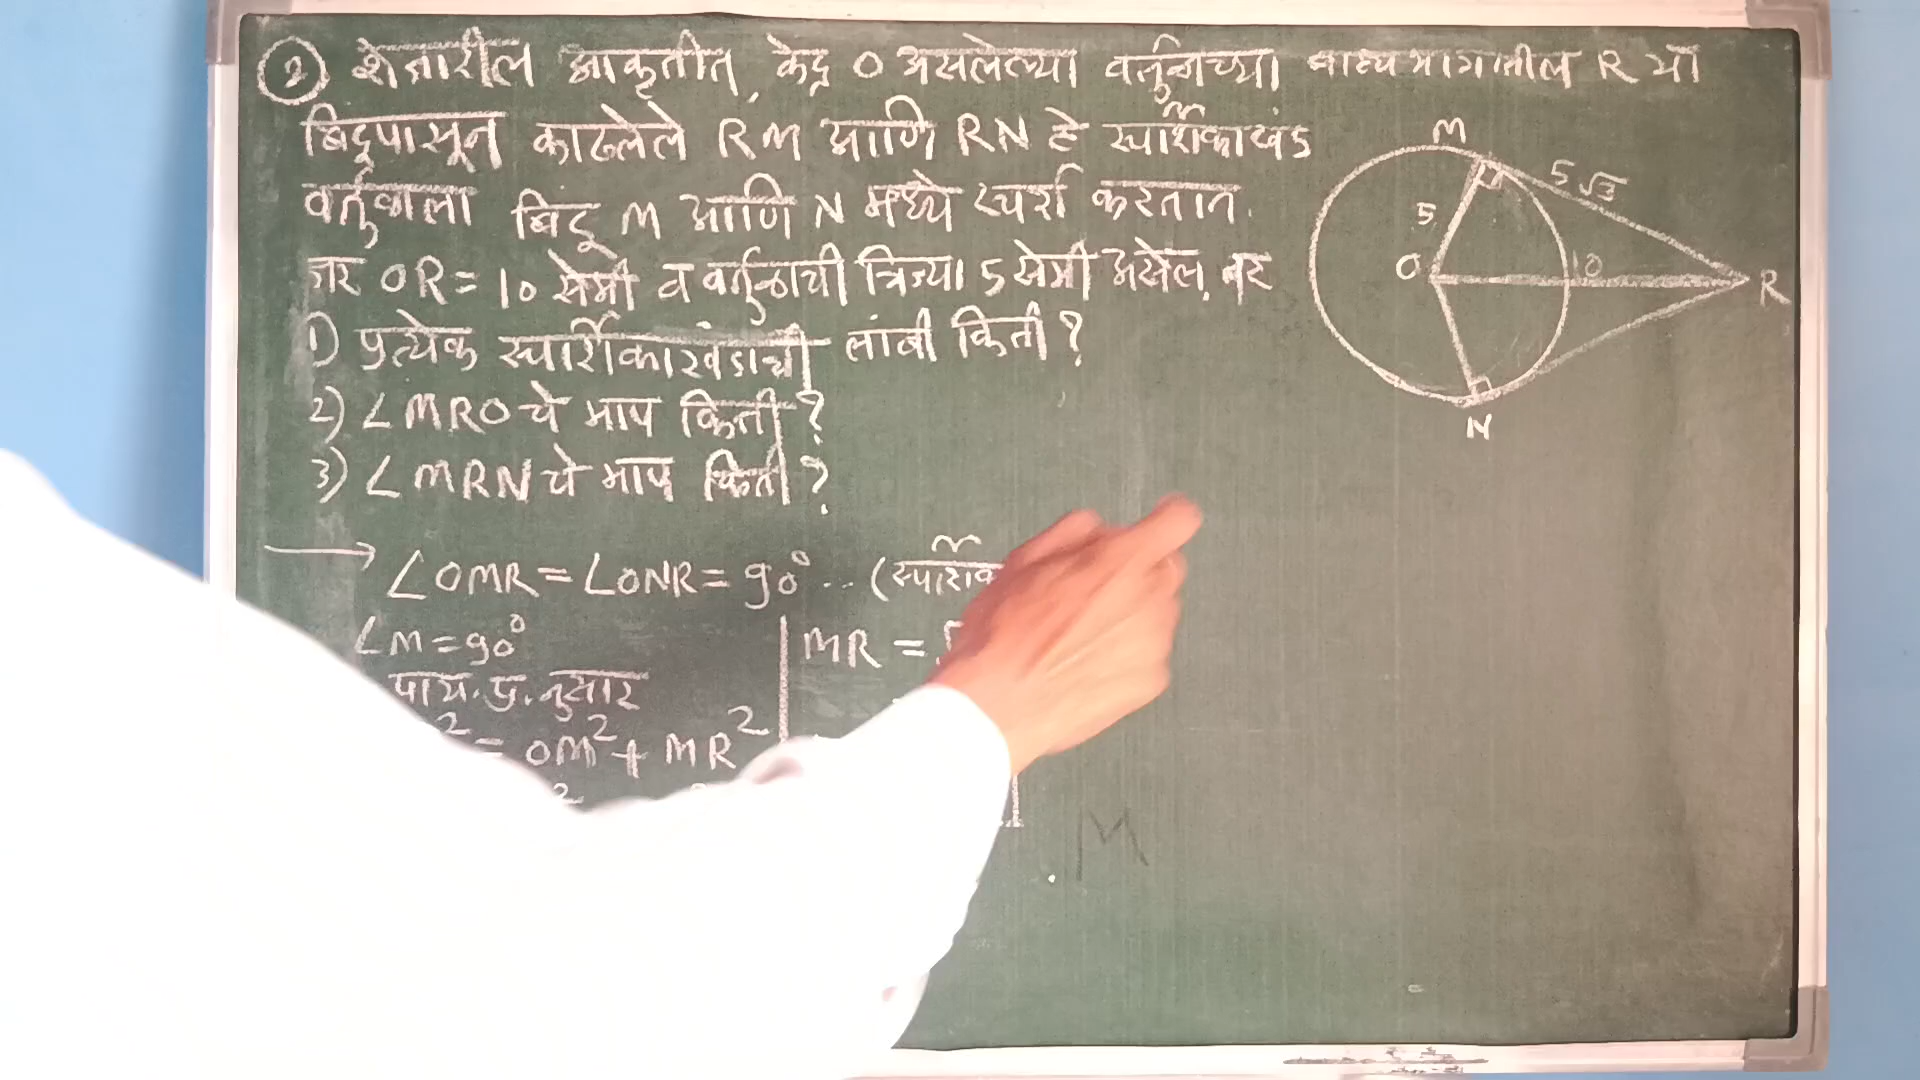 २ शेजारील आकृतीत, केंद्र O असलेल्या वर्तुळाच्या बाह्यभागातील R या
बिंदूपासून काढलेले RM आणि RN हे स्पर्शिकाखंड
वर्तुळाला बिंदू M आणि N मध्ये स्पर्श करतात.
जर OR = 10 सेमी व वर्तुळाची त्रिज्या 5 सेमी असेल, तर
1) प्रत्येक स्पर्शिकाखंडाची लांबी किती?
2) ∠MRO चे माप किती?
3) ∠MRN चे माप किती?
→ ∠OMR = ∠ONR = 90° .. (
∠M = 90°
पाय. प्र. नुसार
² = OM² + MR²
MR =
M
5√3
5
O
10
R
N
M